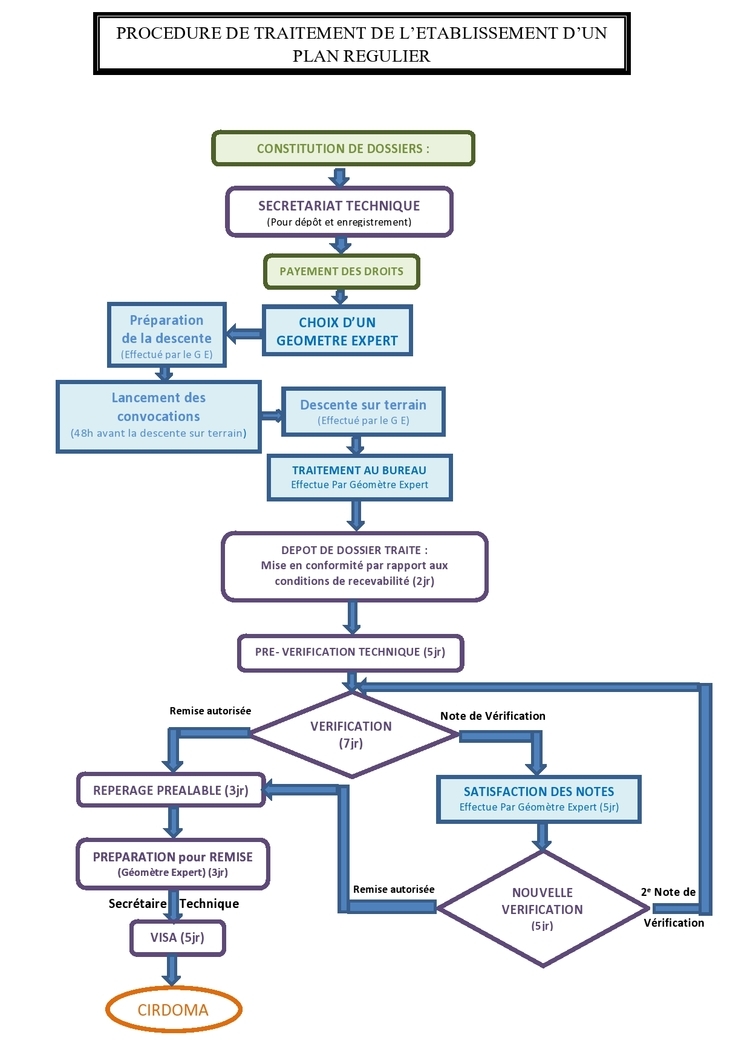 PROCEDURE DE TRAITEMENT DE L’ETABLISSEMENT D’UN
PLAN REGULIER
CONSTITUTION DE DOSSIERS :
SECRETARIAT TECHNIQUE
(Pour dépôt et enregistrement)
PAYEMENT DES DROITS
CHOIX D’UN
GEOMETRE EXPERT
Préparation
de la descente
(Effectué par le G E)
Lancement des
convocations
(48h avant la descente sur terrain)
Descente sur terrain
(Effectué par le G E)
TRAITEMENT AU BUREAU
Effectue Par Géomètre Expert
DEPOT DE DOSSIER TRAITE :
Mise en conformité par rapport aux
conditions de recevabilité (2jr)
PRE- VERIFICATION TECHNIQUE (5jr)
VERIFICATION
(7jr)
Remise autorisée
Note de Vérification
REPERAGE PREALABLE (3jr)
SATISFACTION DES NOTES
Effectue Par Géomètre Expert (5jr)
PREPARATION pour REMISE
(Géomètre Expert) (3jr)
NOUVELLE
VERIFICATION
(5jr)
Remise autorisée
2e Note de
Vérification
Secrétaire Technique
VISA (5jr)
CIRDOMA